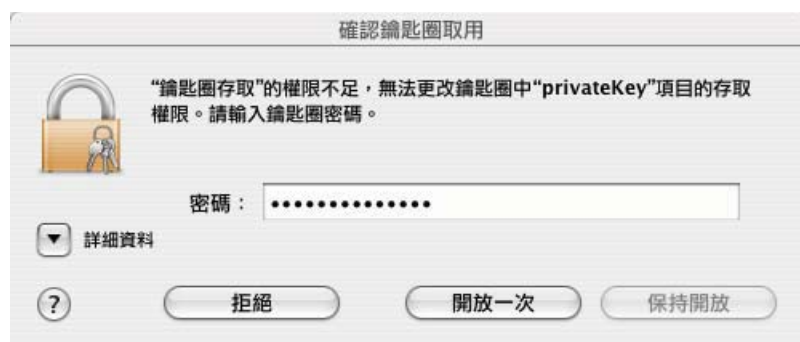 確認鑰匙圈取用
“鑰匙圈存取”的權限不足，無法更改鑰匙圈中“privateKey”項目的存取
權限。請輸入鑰匙圈密碼。
密碼： ••••••••••••••
詳細資料
? 拒絕 開放一次 保持開放